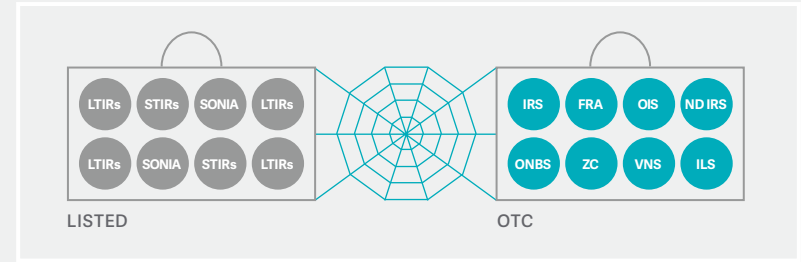 LTIRs STIRs SONIA LTIRs
LTIRs SONIA STIRs LTIRs
LISTED
IRS FRA OIS ND IRS
ONBS ZC VNS ILS
OTC